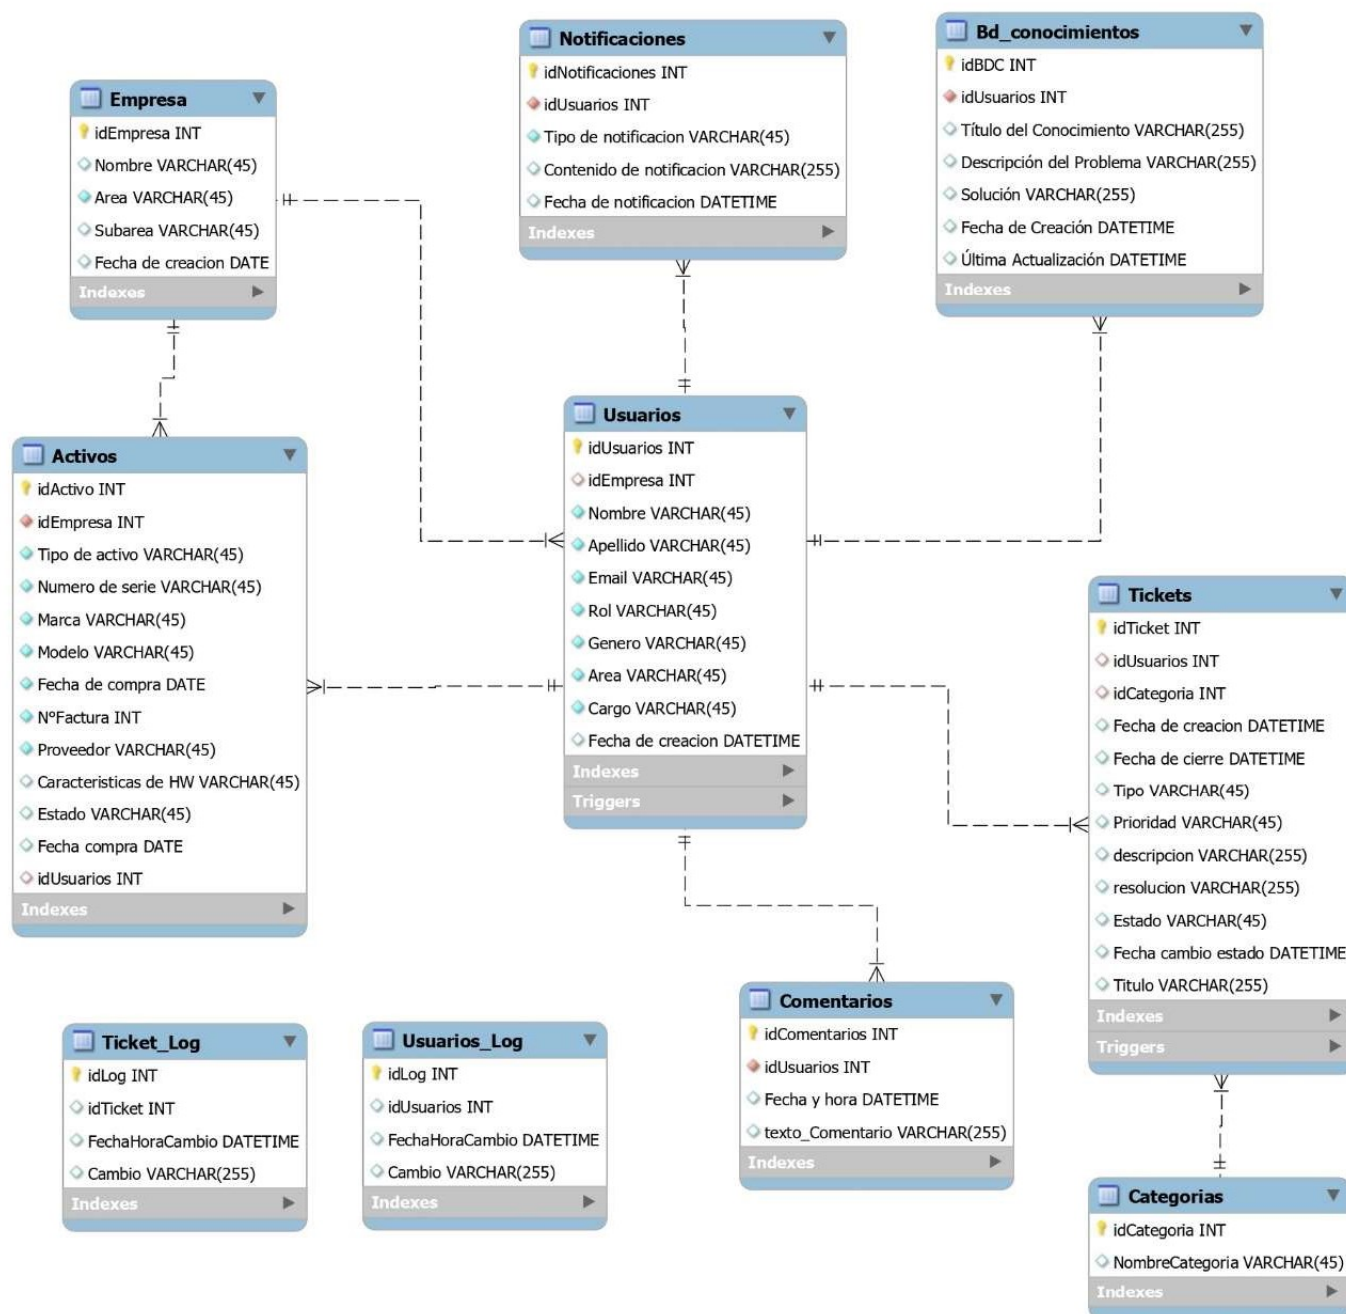 Notificaciones
idNotificaciones INT
idUsuarios INT
Tipo de notificacion VARCHAR(45)
Contenido de notificacion VARCHAR(255)
Fecha de notificacion DATETIME
Indexes
Bd_conocimientos
idBDC INT
idUsuarios INT
Título del Conocimiento VARCHAR(255)
Descripción del Problema VARCHAR(255)
Solución VARCHAR(255)
Fecha de Creación DATETIME
Última Actualización DATETIME
Indexes
Empresa
idEmpresa INT
Nombre VARCHAR(45)
Area VARCHAR(45)
Subarea VARCHAR(45)
Fecha de creacion DATE
Indexes
Usuarios
idUsuarios INT
idEmpresa INT
Nombre VARCHAR(45)
Apellido VARCHAR(45)
Email VARCHAR(45)
Rol VARCHAR(45)
Genero VARCHAR(45)
Area VARCHAR(45)
Cargo VARCHAR(45)
Fecha de creacion DATETIME
Indexes
Triggers
Activos
idActivo INT
idEmpresa INT
Tipo de activo VARCHAR(45)
Numero de serie VARCHAR(45)
Marca VARCHAR(45)
Modelo VARCHAR(45)
Fecha de compra DATE
N°Factura INT
Proveedor VARCHAR(45)
Caracteristicas de HW VARCHAR(45)
Estado VARCHAR(45)
Fecha compra DATE
idUsuarios INT
Indexes
Tickets
idTicket INT
idUsuarios INT
idCategoria INT
Fecha de creacion DATETIME
Fecha de cierre DATETIME
Tipo VARCHAR(45)
Prioridad VARCHAR(45)
descripcion VARCHAR(255)
resolucion VARCHAR(255)
Estado VARCHAR(45)
Fecha cambio estado DATETIME
Titulo VARCHAR(255)
Indexes
Triggers
Comentarios
idComentarios INT
idUsuarios INT
Fecha y hora DATETIME
texto_Comentario VARCHAR(255)
Indexes
Ticket_Log
idLog INT
idTicket INT
FechaHoraCambio DATETIME
Cambio VARCHAR(255)
Indexes
Usuarios_Log
idLog INT
idUsuarios INT
FechaHoraCambio DATETIME
Cambio VARCHAR(255)
Indexes
Categorias
idCategoria INT
NombreCategoria VARCHAR(45)
Indexes